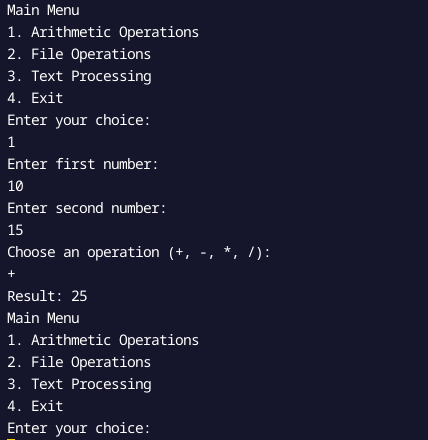 Main Menu
1. Arithmetic Operations
2. File Operations
3. Text Processing
4. Exit
Enter your choice:
1
Enter first number:
10
Enter second number:
15
Choose an operation (+, -, *, /):
+
Result: 25
Main Menu
1. Arithmetic Operations
2. File Operations
3. Text Processing
4. Exit
Enter your choice: